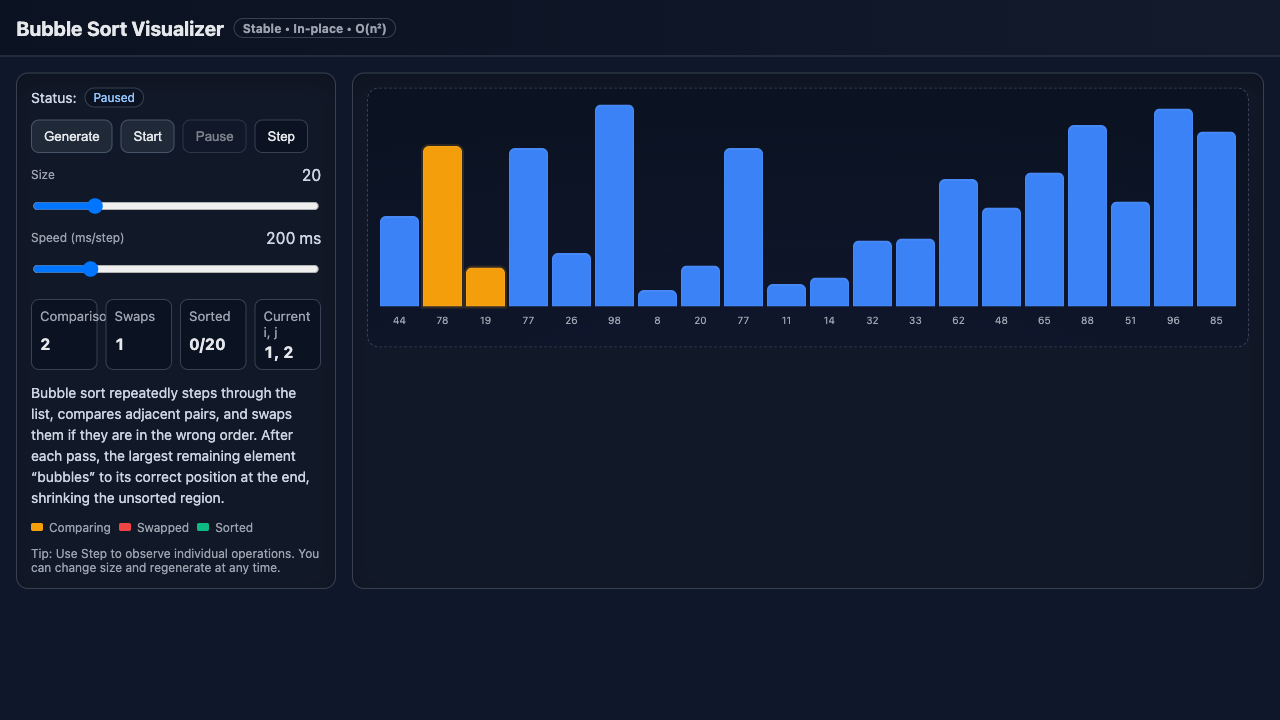 Bubble Sort Visualizer
Stable • In-place • O(n²)
Status: Paused
Generate Start Pause Step
Size 20
Speed (ms/step) 200 ms
Compariso
2
Swaps
1
Sorted
0/20
Current
i, j
1, 2
Bubble sort repeatedly steps through the
list, compares adjacent pairs, and swaps
them if they are in the wrong order. After
each pass, the largest remaining element
“bubbles” to its correct position at the end,
shrinking the unsorted region.
Comparing Swapped Sorted
Tip: Use Step to observe individual operations. You
can change size and regenerate at any time.
44 78 19 77 26 98 8 20 77 11 14 32 33 62 48 65 88 51 96 85